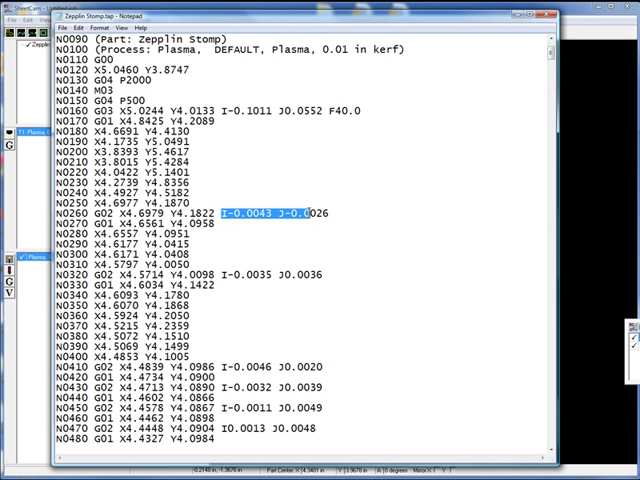 SheetCam - Untitled
File Edit
Zepplin Stomp.tap - Notepad
File Edit Format View Help
N0090 (Part: Zepplin Stomp)
N0100 (Process: Plasma, DEFAULT, Plasma, 0.01 in kerf)
N0110 G00
N0120 X5.0460 Y3.8747
N0130 G04 P2000
N0140 M03
N0150 G04 P500
N0160 G03 X5.0244 Y4.0133 I-0.1011 J0.0552 F40.0
N0170 G01 X4.8425 Y4.2089
N0180 X4.6691 Y4.4130
N0190 X4.1735 Y5.0491
N0200 X3.8393 Y5.4617
N0210 X3.8015 Y5.4284
N0220 X4.0422 Y5.1401
N0230 X4.2739 Y4.8356
N0240 X4.4927 Y4.5182
N0250 X4.6977 Y4.1870
N0260 G02 X4.6979 Y4.1822 I-0.0043 J-0.0026
N0270 G01 X4.6561 Y4.0958
N0280 X4.6557 Y4.0951
N0290 X4.6177 Y4.0415
N0300 X4.6171 Y4.0408
N0310 X4.5797 Y4.0050
N0320 G02 X4.5714 Y4.0098 I-0.0035 J0.0036
N0330 G01 X4.6034 Y4.1422
N0340 X4.6093 Y4.1780
N0350 X4.6070 Y4.1868
N0360 X4.5924 Y4.2050
N0370 X4.5215 Y4.2359
N0380 X4.5072 Y4.1510
N0390 X4.5069 Y4.1499
N0400 X4.4853 Y4.1005
N0410 G02 X4.4839 Y4.0986 I-0.0046 J0.0020
N0420 G01 X4.4734 Y4.0900
N0430 G02 X4.4713 Y4.0890 I-0.0032 J0.0039
N0440 G01 X4.4602 Y4.0866
N0450 G02 X4.4578 Y4.0867 I-0.0011 J0.0049
N0460 G01 X4.4462 Y4.0898
N0470 G02 X4.4448 Y4.0904 I0.0013 J0.0048
N0480 G01 X4.4327 Y4.0984